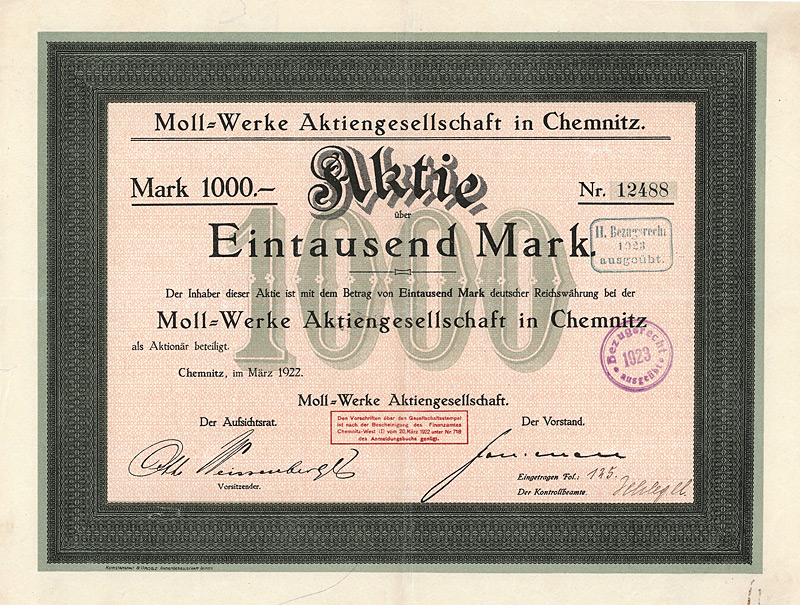 Moll-Werke Aktiengesellschaft in Chemnitz.
Mark 1000.–
Aktie
Nr. 12488
über
1000
Eintausend Mark.
II. Bezugsrecht
1923
ausgeübt.
Der Inhaber dieser Aktie ist mit dem Betrag von Eintausend Mark deutscher Reichswährung bei der
Moll-Werke Aktiengesellschaft in Chemnitz
als Aktionär beteiligt.
Bezugsrecht
1923
ausgeübt
Chemnitz, im März 1922.
Moll-Werke Aktiengesellschaft.
Der Aufsichtsrat.
Den Vorschriften über den Gesellschaftsstempel
ist nach der Bescheinigung des Finanzamtes
Chemnitz-West (I) vom 20. März 1922 unter Nr. 718
des Anmeldungsbuchs genügt.
Der Vorstand.
Otto Weissenberger
Vorsitzender.
Eingetragen Fol.: 125.
Der Kontrollbeamte.